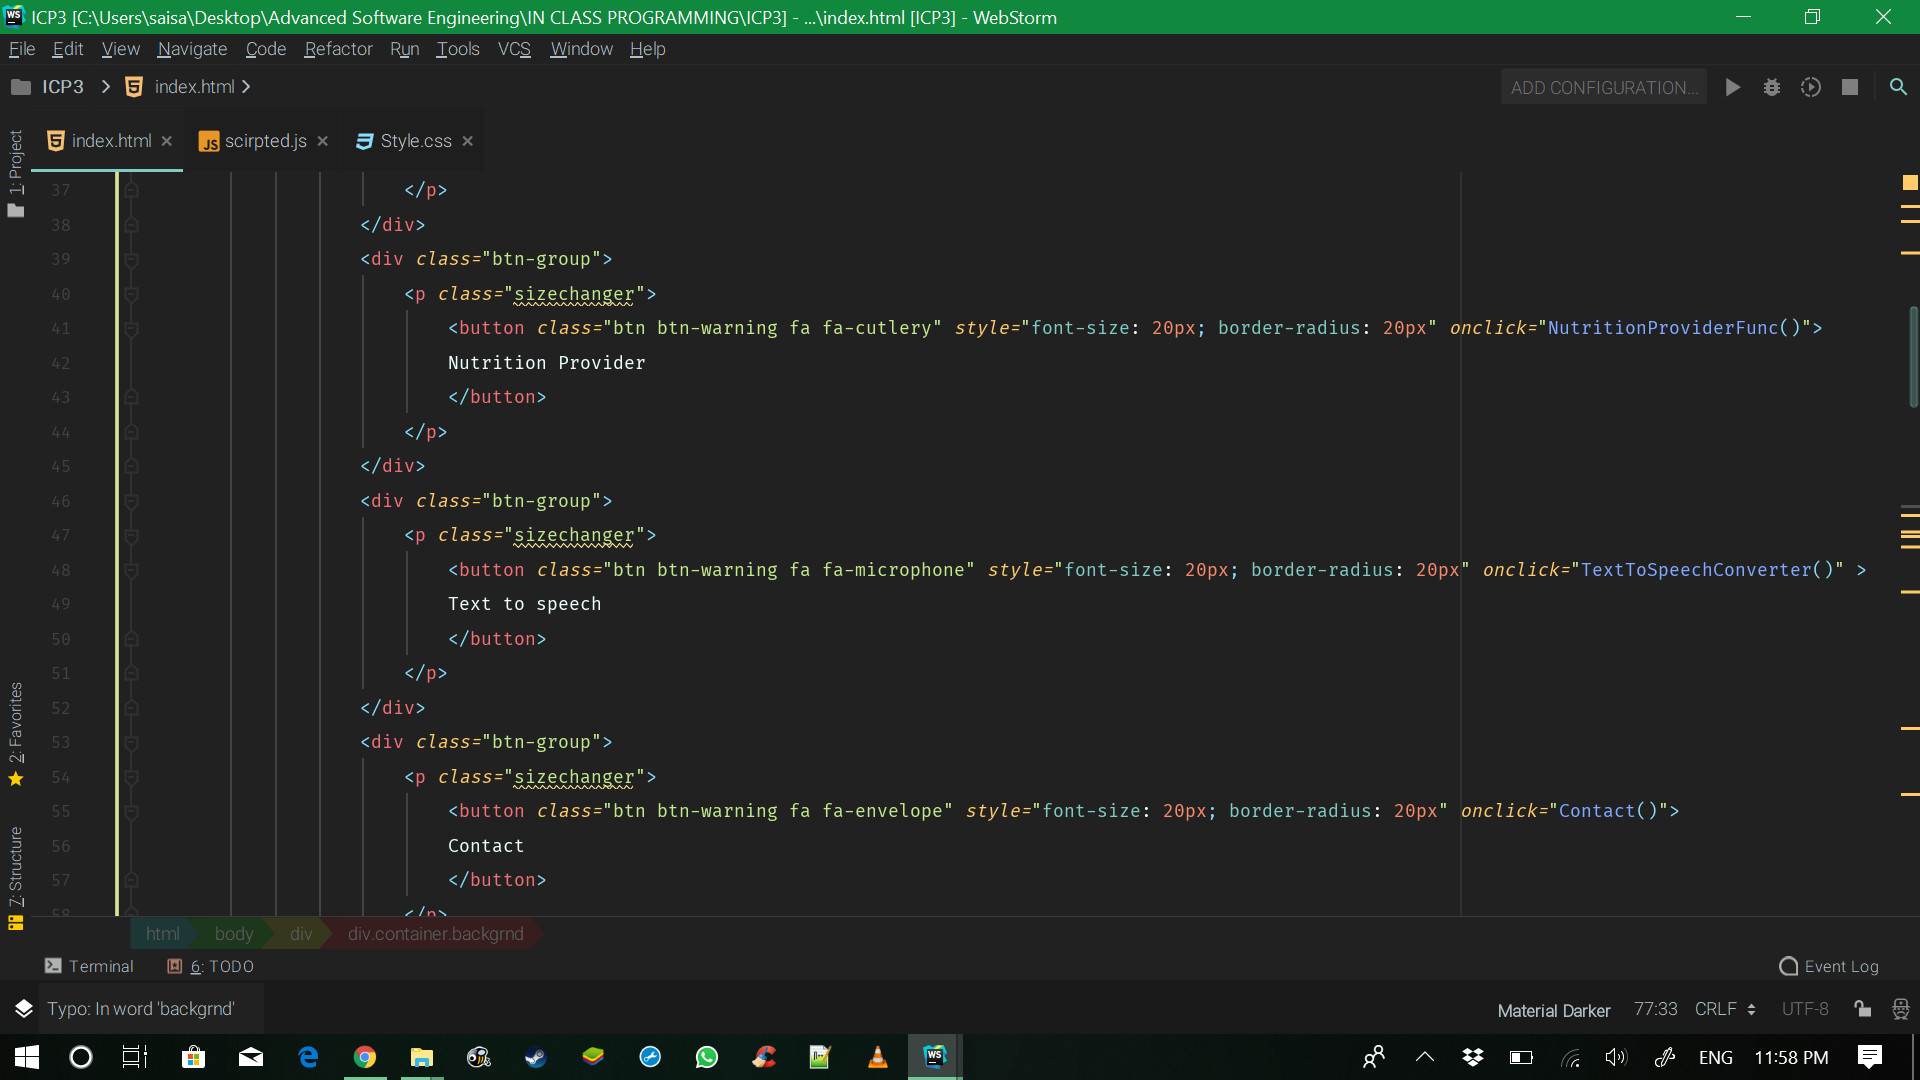 ICP3 [C:\Users\saisa\Desktop\Advanced Software Engineering\IN CLASS PROGRAMMING\ICP3] - ...\index.html [ICP3] - WebStorm
File Edit View Navigate Code Refactor Run Tools VCS Window Help
ICP3 index.html ADD CONFIGURATION...
index.html scirpted.js Style.css
1: Project
2: Favorites
7: Structure
37 </p>
38 </div>
39 <div class="btn-group">
40 <p class="sizechanger">
41 <button class="btn btn-warning fa fa-cutlery" style="font-size: 20px; border-radius: 20px" onclick="NutritionProviderFunc()">
42 Nutrition Provider
43 </button>
44 </p>
45 </div>
46 <div class="btn-group">
47 <p class="sizechanger">
48 <button class="btn btn-warning fa fa-microphone" style="font-size: 20px; border-radius: 20px" onclick="TextToSpeechConverter()" >
49 Text to speech
50 </button>
51 </p>
52 </div>
53 <div class="btn-group">
54 <p class="sizechanger">
55 <button class="btn btn-warning fa fa-envelope" style="font-size: 20px; border-radius: 20px" onclick="Contact()">
56 Contact
57 </button>
58 </p>
html body div div.container.backgrnd
Terminal 6: TODO Event Log
Typo: In word 'backgrnd' Material Darker 77:33 CRLF UTF-8
ENG 11:58 PM